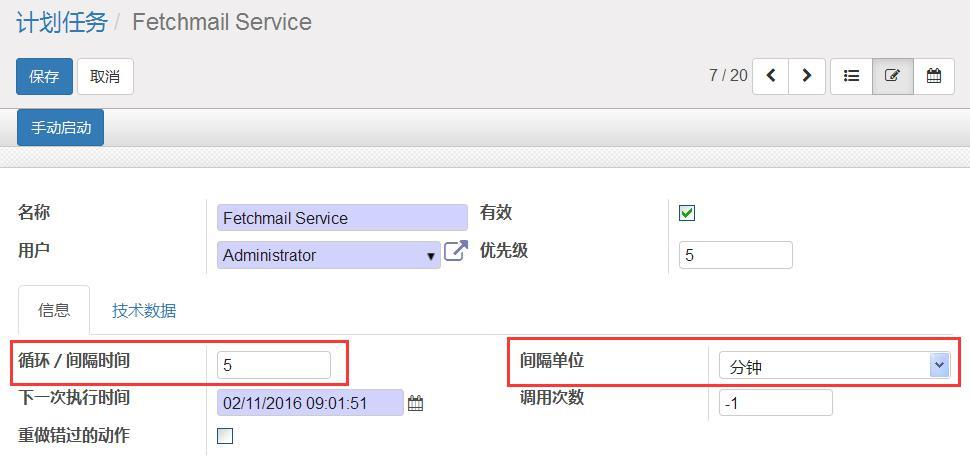 计划任务 / Fetchmail Service
保存 取消 7 / 20
手动启动
名称 Fetchmail Service 有效
用户 Administrator 优先级 5
信息 技术数据
循环 / 间隔时间 5 间隔单位 分钟
下一次执行时间 02/11/2016 09:01:51 调用次数 -1
重做错过的动作